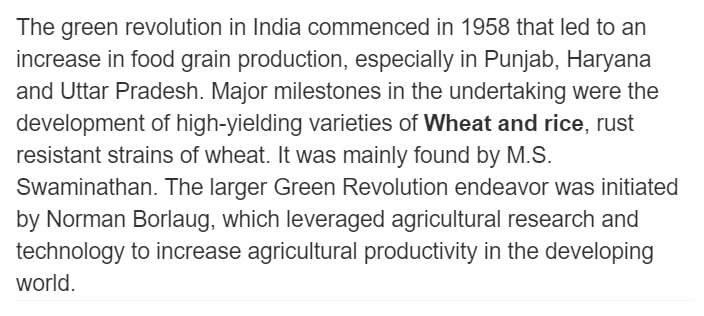 The green revolution in India commenced in 1958 that led to an
increase in food grain production, especially in Punjab, Haryana
and Uttar Pradesh. Major milestones in the undertaking were the
development of high-yielding varieties of Wheat and rice, rust
resistant strains of wheat. It was mainly found by M.S.
Swaminathan. The larger Green Revolution endeavor was initiated
by Norman Borlaug, which leveraged agricultural research and
technology to increase agricultural productivity in the developing
world.